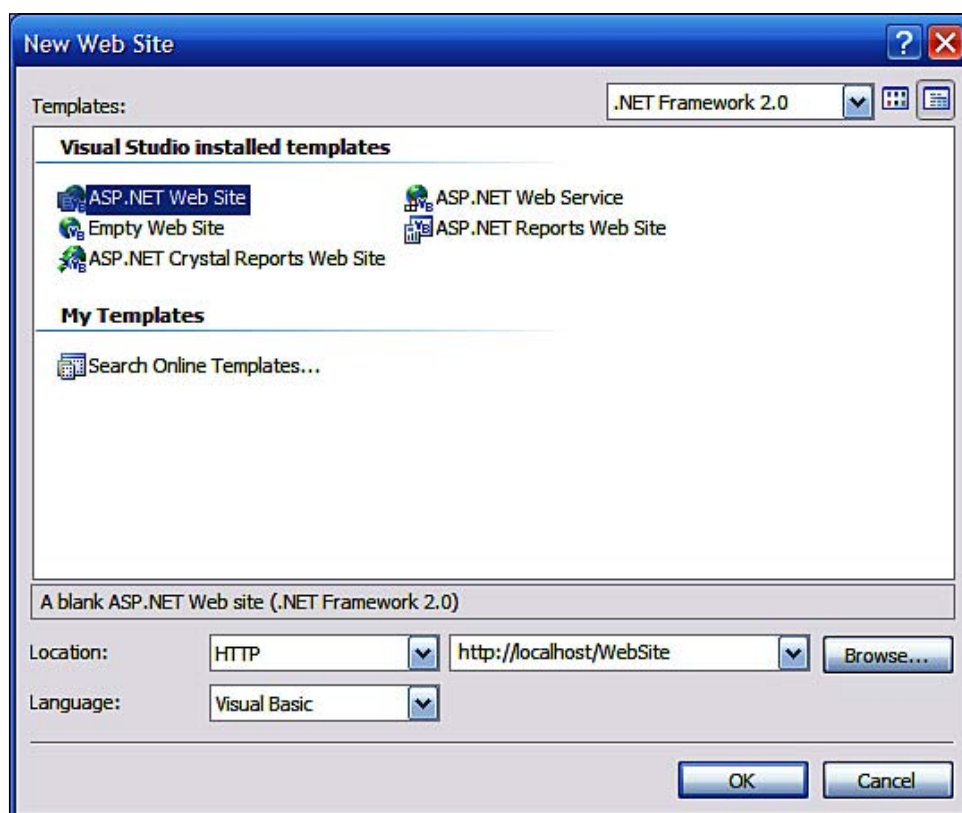 New Web Site
Templates:
.NET Framework 2.0
Visual Studio installed templates
ASP.NET Web Site
ASP.NET Web Service
Empty Web Site
ASP.NET Reports Web Site
ASP.NET Crystal Reports Web Site
My Templates
Search Online Templates...
A blank ASP.NET Web site (.NET Framework 2.0)
Location:
HTTP
http://localhost/WebSite
Browse...
Language:
Visual Basic
OK
Cancel